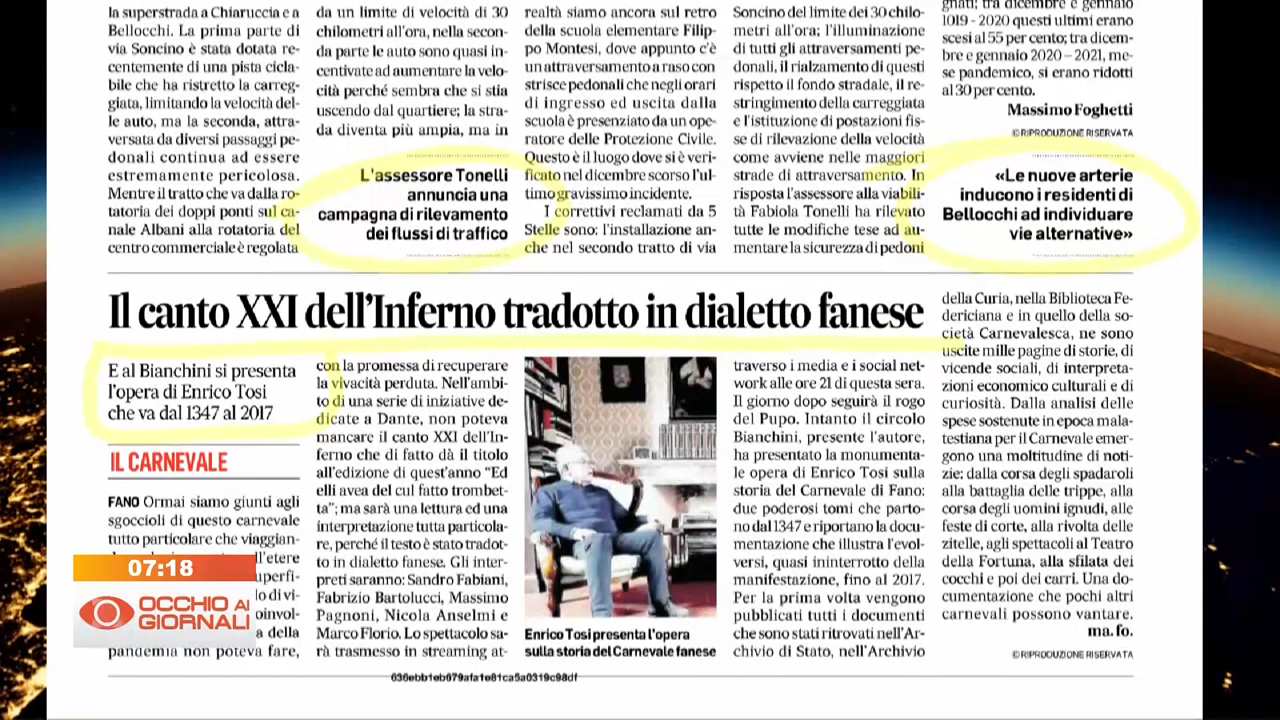 la superstrada a Chiaruccia e a
Bellocchi. La prima parte di
via Soncino è stata dotata re-
centemente di una pista cicla-
bile che ha ristretto la carreg-
giata, limitando la velocità del-
le auto, ma la seconda, attra-
versata da diversi passaggi pe-
donali continua ad essere
estremamente pericolosa.
Mentre il tratto che va dalla ro-
tatoria dei doppi ponti sul ca-
nale Albani alla rotatoria del
centro commerciale è regolata
da un limite di velocità di 30
chilometri all'ora, nella secon-
da parte le auto sono quasi in-
centivate ad aumentare la velo-
cità perché sembra che si stia
uscendo dal quartiere; la stra-
da diventa più ampia, ma in
L'assessore Tonelli
annuncia una
campagna di rilevamento
dei flussi di traffico
realtà siamo ancora sul retro
della scuola elementare Filip-
po Montesi, dove appunto c'è
un attraversamento a raso con
strisce pedonali che negli orari
di ingresso ed uscita dalla
scuola è presenziato da un ope-
ratore delle Protezione Civile.
Questo è il luogo dove si è veri-
ficato nel dicembre scorso l'ul-
timo gravissimo incidente.
I correttivi reclamati da 5
Stelle sono: l'installazione an-
che nel secondo tratto di via
Soncino del limite dei 30 chilo-
metri all'ora; l'illuminazione
di tutti gli attraversamenti pe-
donali, il rialzamento di questi
rispetto il fondo stradale, il re-
stringimento della carreggiata
e l'istituzione di postazioni fis-
se di rilevazione della velocità
come avviene nelle maggiori
strade di attraversamento. In
risposta l'assessore alla viabili-
tà Fabiola Tonelli ha rilevato
tutte le modifiche tese ad au-
mentare la sicurezza di pedoni
gnati; tra dicembre e gennaio
1019 - 2020 questi ultimi erano
scesi al 55 per cento; tra dicem-
bre e gennaio 2020 – 2021, me-
se pandemico, si erano ridotti
al 30 per cento.
Massimo Foghetti
© RIPRODUZIONE RISERVATA
«Le nuove arterie
inducono i residenti di
Bellocchi ad individuare
vie alternative»
Il canto XXI dell'Inferno tradotto in dialetto fanese
E al Bianchini si presenta
l'opera di Enrico Tosi
che va dal 1347 al 2017
IL CARNEVALE
FANO Ormai siamo giunti agli
sgoccioli di questo carnevale
tutto particolare che viaggian-
l'etere
uperfi-
lo di vi-
oinvol-
a della
pandemia non poteva fare,
con la promessa di recuperare
la vivacità perduta. Nell'ambi-
to di una serie di iniziative de-
dicate a Dante, non poteva
mancare il canto XXI dell'In-
ferno che di fatto dà il titolo
all'edizione di quest'anno "Ed
elli avea del cul fatto trombet-
ta"; ma sarà una lettura ed una
interpretazione tutta particola-
re, perché il testo è stato tradot-
to in dialetto fanese. Gli inter-
preti saranno: Sandro Fabiani,
Fabrizio Bartolucci, Massimo
Pagnoni, Nicola Anselmi e
Marco Florio. Lo spettacolo sa-
rà trasmesso in streaming at-
Enrico Tosi presenta l'opera
sulla storia del Carnevale fanese
traverso i media e i social net-
work alle ore 21 di questa sera.
Il giorno dopo seguirà il rogo
del Pupo. Intanto il circolo
Bianchini, presente l'autore,
ha presentato la monumenta-
le opera di Enrico Tosi sulla
storia del Carnevale di Fano:
due poderosi tomi che parto-
no dal 1347 e riportano la docu-
mentazione che illustra l'evol-
versi, quasi ininterrotto della
manifestazione, fino al 2017.
Per la prima volta vengono
pubblicati tutti i documenti
che sono stati ritrovati nell'Ar-
chivio di Stato, nell'Archivio
della Curia, nella Biblioteca Fe-
dericiana e in quello della so-
cietà Carnevalesca, ne sono
uscite mille pagine di storie, di
vicende sociali, di interpreta-
zioni economico culturali e di
curiosità. Dalla analisi delle
spese sostenute in epoca mala-
testiana per il Carnevale emer-
gono una moltitudine di noti-
zie: dalla corsa degli spadaroli
alla battaglia delle trippe, alla
corsa degli uomini ignudi, alle
feste di corte, alla rivolta delle
zitelle, agli spettacoli al Teatro
della Fortuna, alla sfilata dei
cocchi e poi dei carri. Una do-
cumentazione che pochi altri
carnevali possono vantare.
ma. fo.
© RIPRODUZIONE RISERVATA
07:18
OCCHIO AI
GIORNALI
636ebb1eb679afa1e81ca5a0319c98df